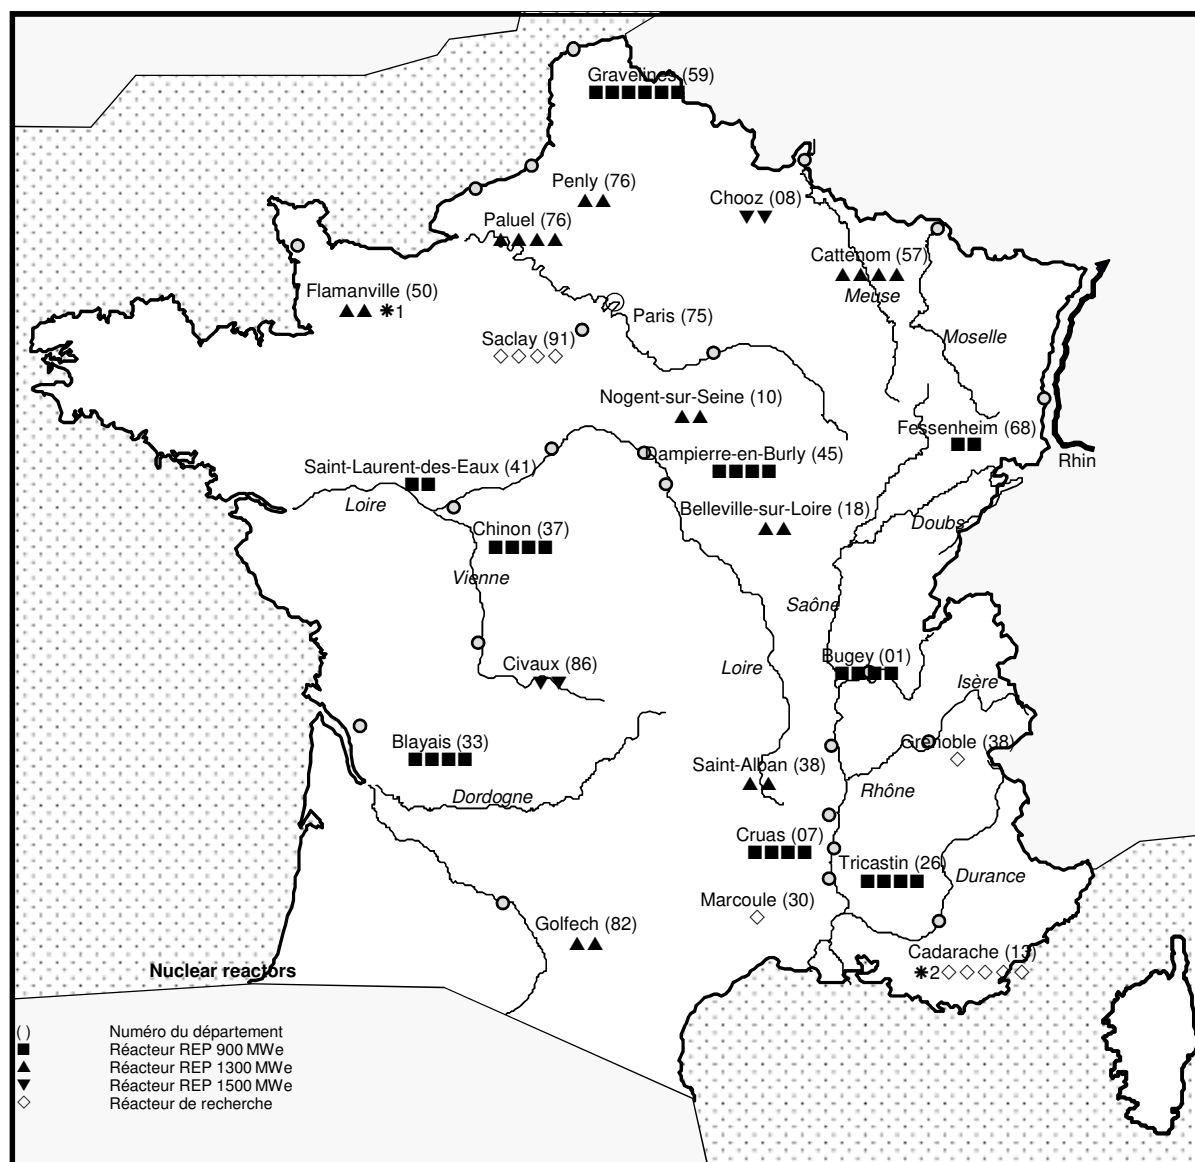 Gravelines (59)
Penly (76)
Chooz (08)
Paluel (76)
Cattenom (57)
Meuse
Flamanville (50)
1
Paris (75)
Saclay (91)
Moselle
Nogent-sur-Seine (10)
Fessenheim (68)
Dampierre-en-Burly (45)
Rhin
Saint-Laurent-des-Eaux (41)
Loire
Belleville-sur-Loire (18)
Doubs
Chinon (37)
Vienne
Saône
Bugey (01)
Civaux (86)
Loire
Isère
Blayais (33)
Grenoble (38)
Saint-Alban (38)
Rhône
Dordogne
Cruas (07)
Tricastin (26)
Durance
Marcoule (30)
Golfech (82)
Cadarache (13)
2
Nuclear reactors
( ) Numéro du département
Réacteur REP 900 MWe
Réacteur REP 1300 MWe
Réacteur REP 1500 MWe
Réacteur de recherche